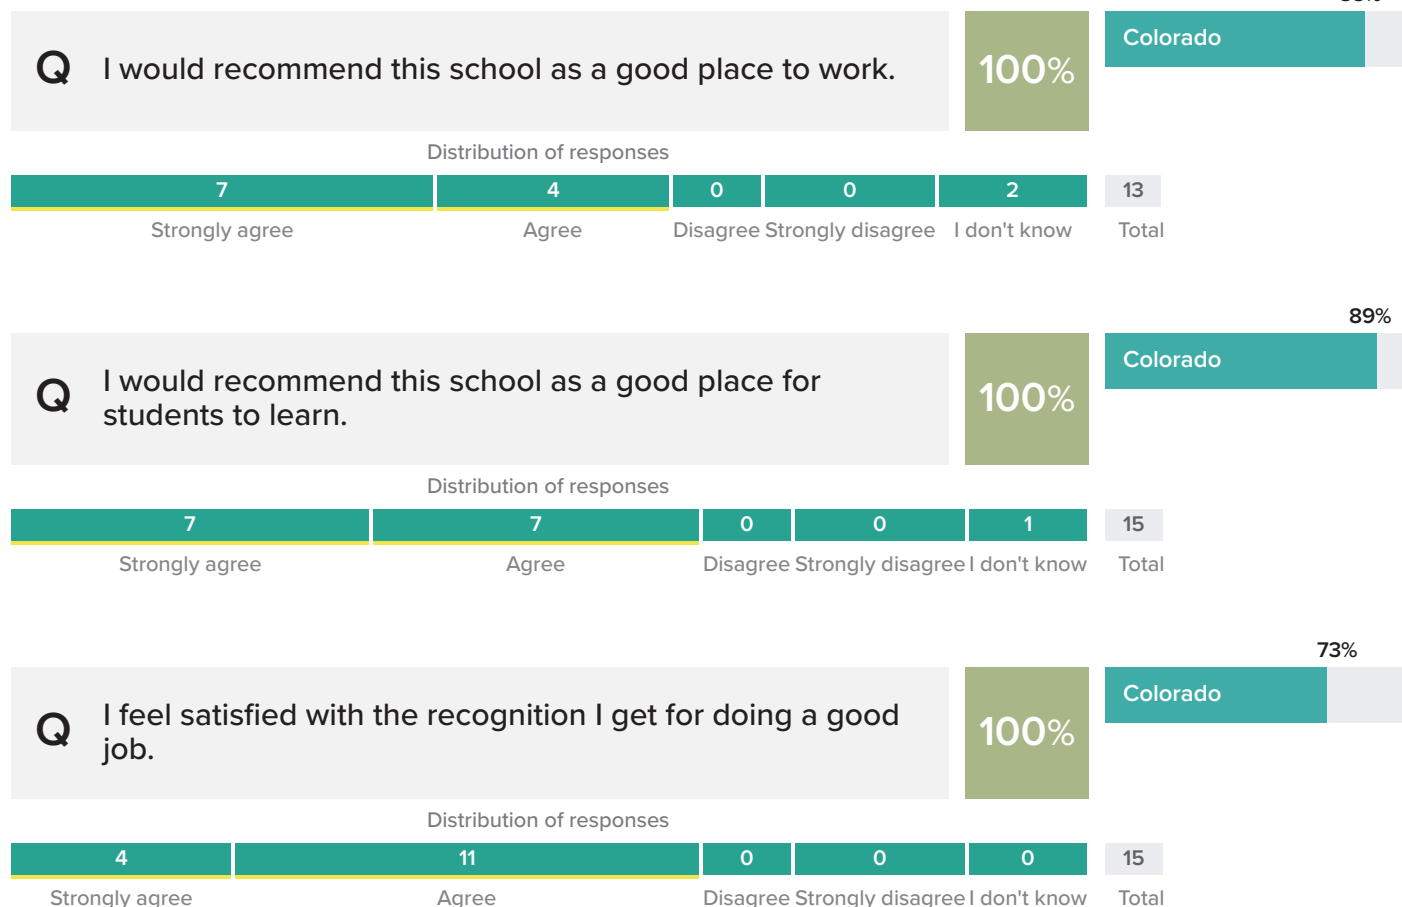 Q I would recommend this school as a good place to work.
100%
Colorado
Distribution of responses
7 4 0 0 2 13
Strongly agree Agree Disagree Strongly disagree I don't know Total
89%
Q I would recommend this school as a good place for
students to learn.
100%
Colorado
Distribution of responses
7 7 0 0 1 15
Strongly agree Agree Disagree Strongly disagree I don't know Total
73%
Q I feel satisfied with the recognition I get for doing a good
job.
100%
Colorado
Distribution of responses
4 11 0 0 0 15
Strongly agree Agree Disagree Strongly disagree I don't know Total